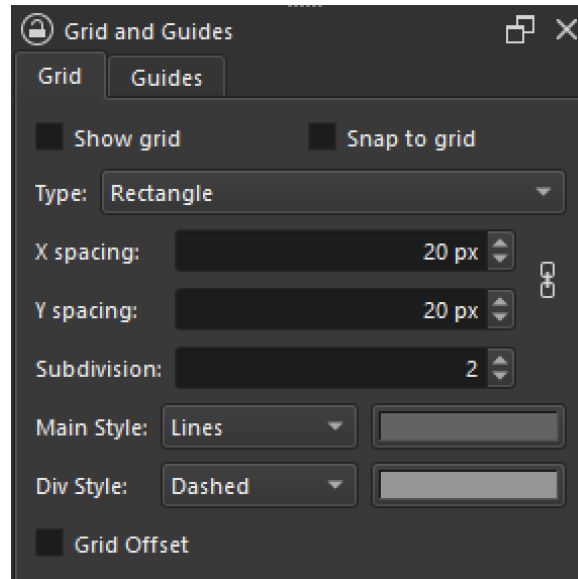 Grid and Guides
Grid Guides
Show grid Snap to grid
Type: Rectangle
X spacing: 20 px
Y spacing: 20 px
Subdivision: 2
Main Style: Lines
Div Style: Dashed
Grid Offset